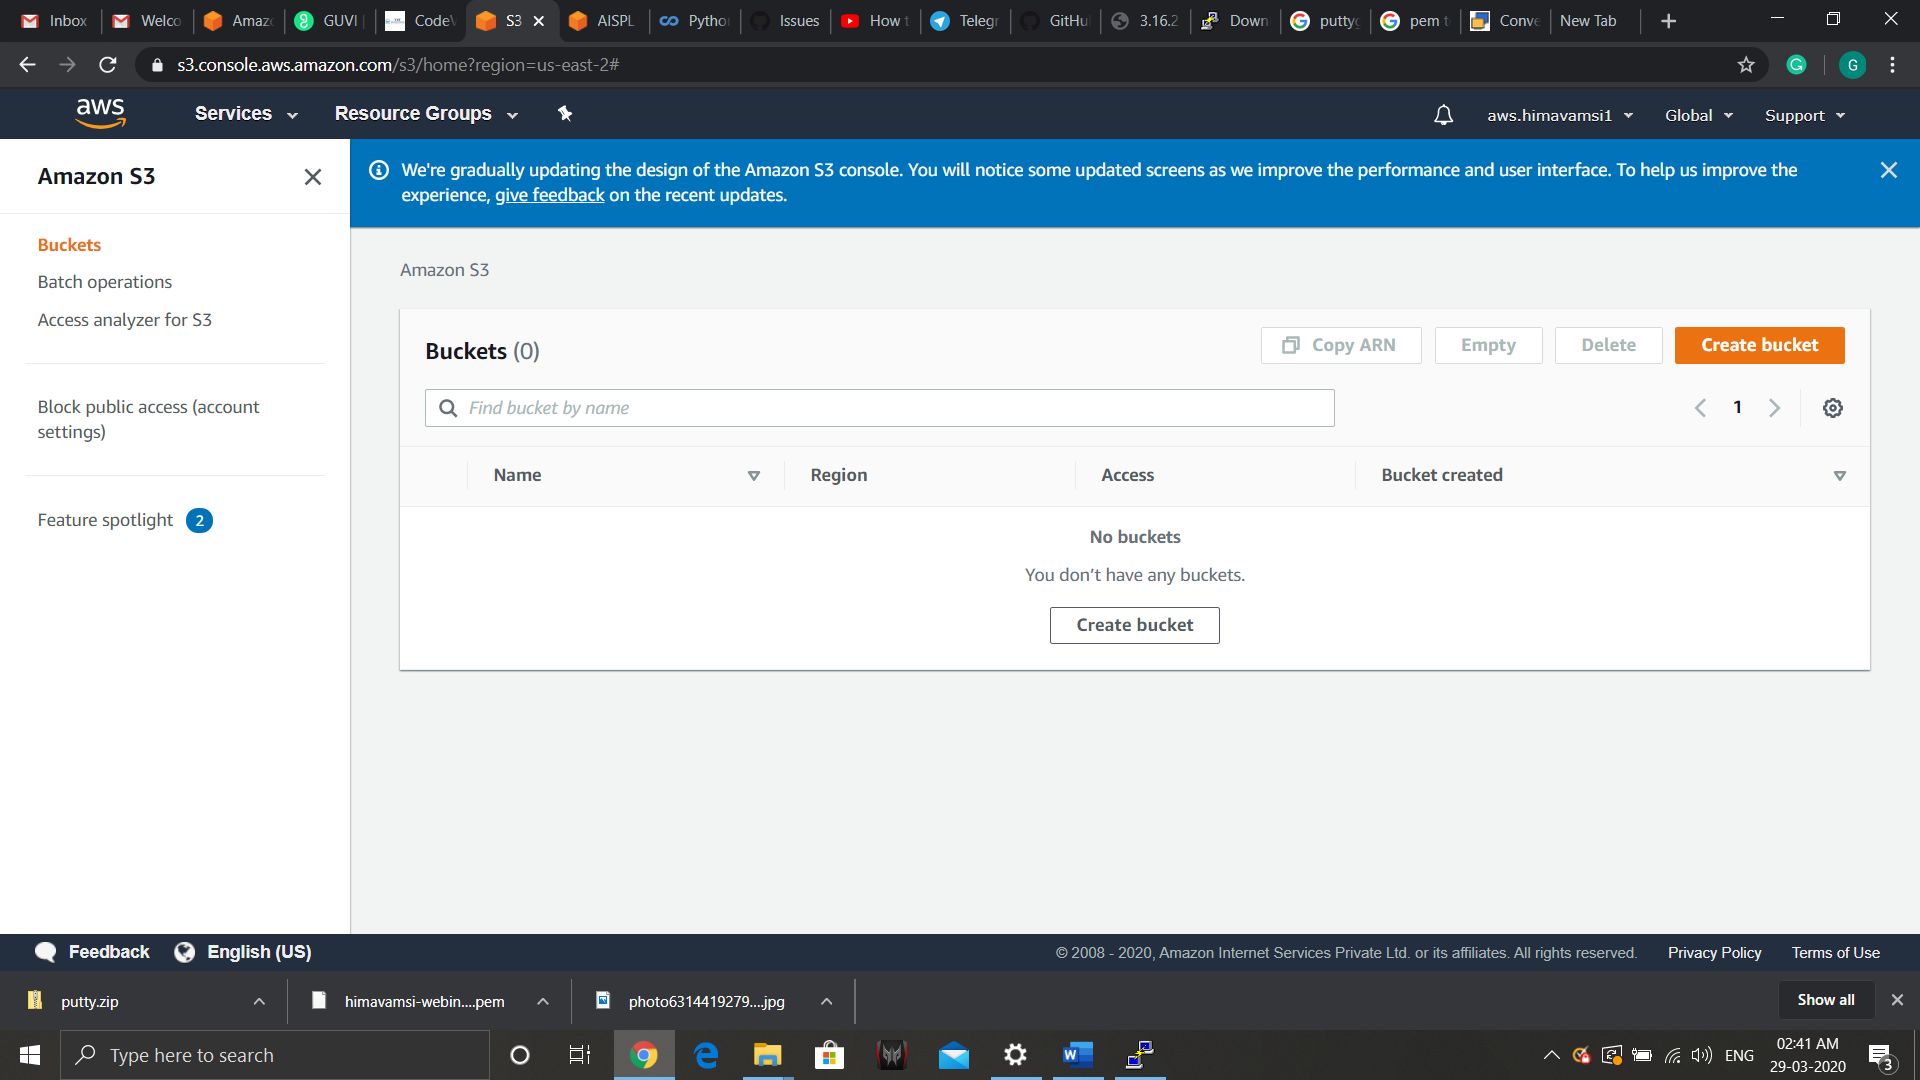 Inbox
Welco
Amazo
GUVI
CodeV
S3
AISPL
Pytho
Issues
How t
Telegr
GitHu
3.16.2
Down
putty
pem t
Conve
New Tab
s3.console.aws.amazon.com/s3/home?region=us-east-2#
G
aws
Services
Resource Groups
aws.himavamsi1
Global
Support
Amazon S3
Buckets
Batch operations
Access analyzer for S3
Block public access (account
settings)
Feature spotlight 2
We're gradually updating the design of the Amazon S3 console. You will notice some updated screens as we improve the performance and user interface. To help us improve the
experience, give feedback on the recent updates.
Amazon S3
Buckets (0)
Copy ARN
Empty
Delete
Create bucket
Find bucket by name
1
Name
Region
Access
Bucket created
No buckets
You don't have any buckets.
Create bucket
Feedback
English (US)
© 2008 - 2020, Amazon Internet Services Private Ltd. or its affiliates. All rights reserved.
Privacy Policy
Terms of Use
putty.zip
himavamsi-webin....pem
photo6314419279....jpg
Show all
Type here to search
ENG
02:41 AM
29-03-2020
3